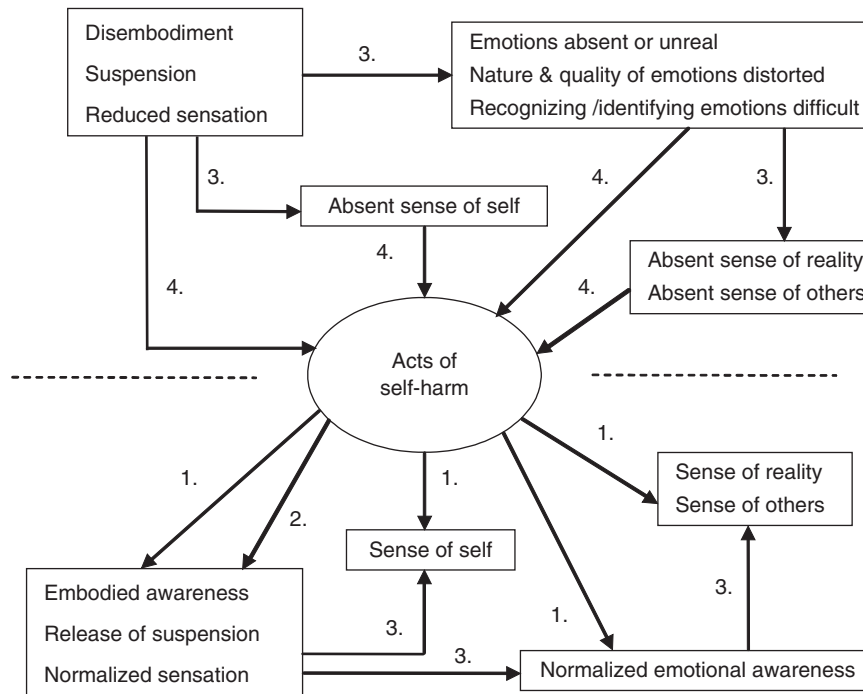 Disembodiment
Suspension
Reduced sensation
3.
Emotions absent or unreal
Nature & quality of emotions distorted
Recognizing /identifying emotions difficult
3.
4.
3.
Absent sense of self
4.
4.
Absent sense of reality
Absent sense of others
4.
Acts of
self-harm
1.
2.
1.
1.
1.
Sense of reality
Sense of others
Sense of self
Embodied awareness
Release of suspension
Normalized sensation
3.
3.
3.
Normalized emotional awareness